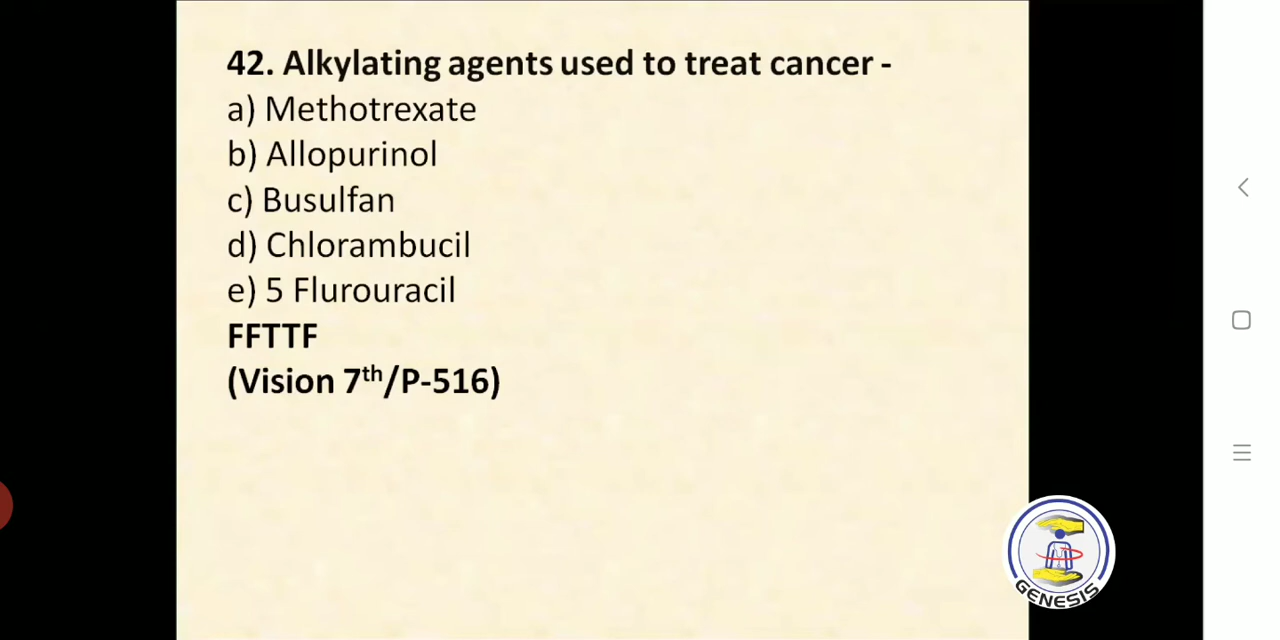 42. Alkylating agents used to treat cancer -
a) Methotrexate
b) Allopurinol
c) Busulfan
d) Chlorambucil
e) 5 Flurouracil
FFTTF
(Vision 7th/P-516)
GENESIS